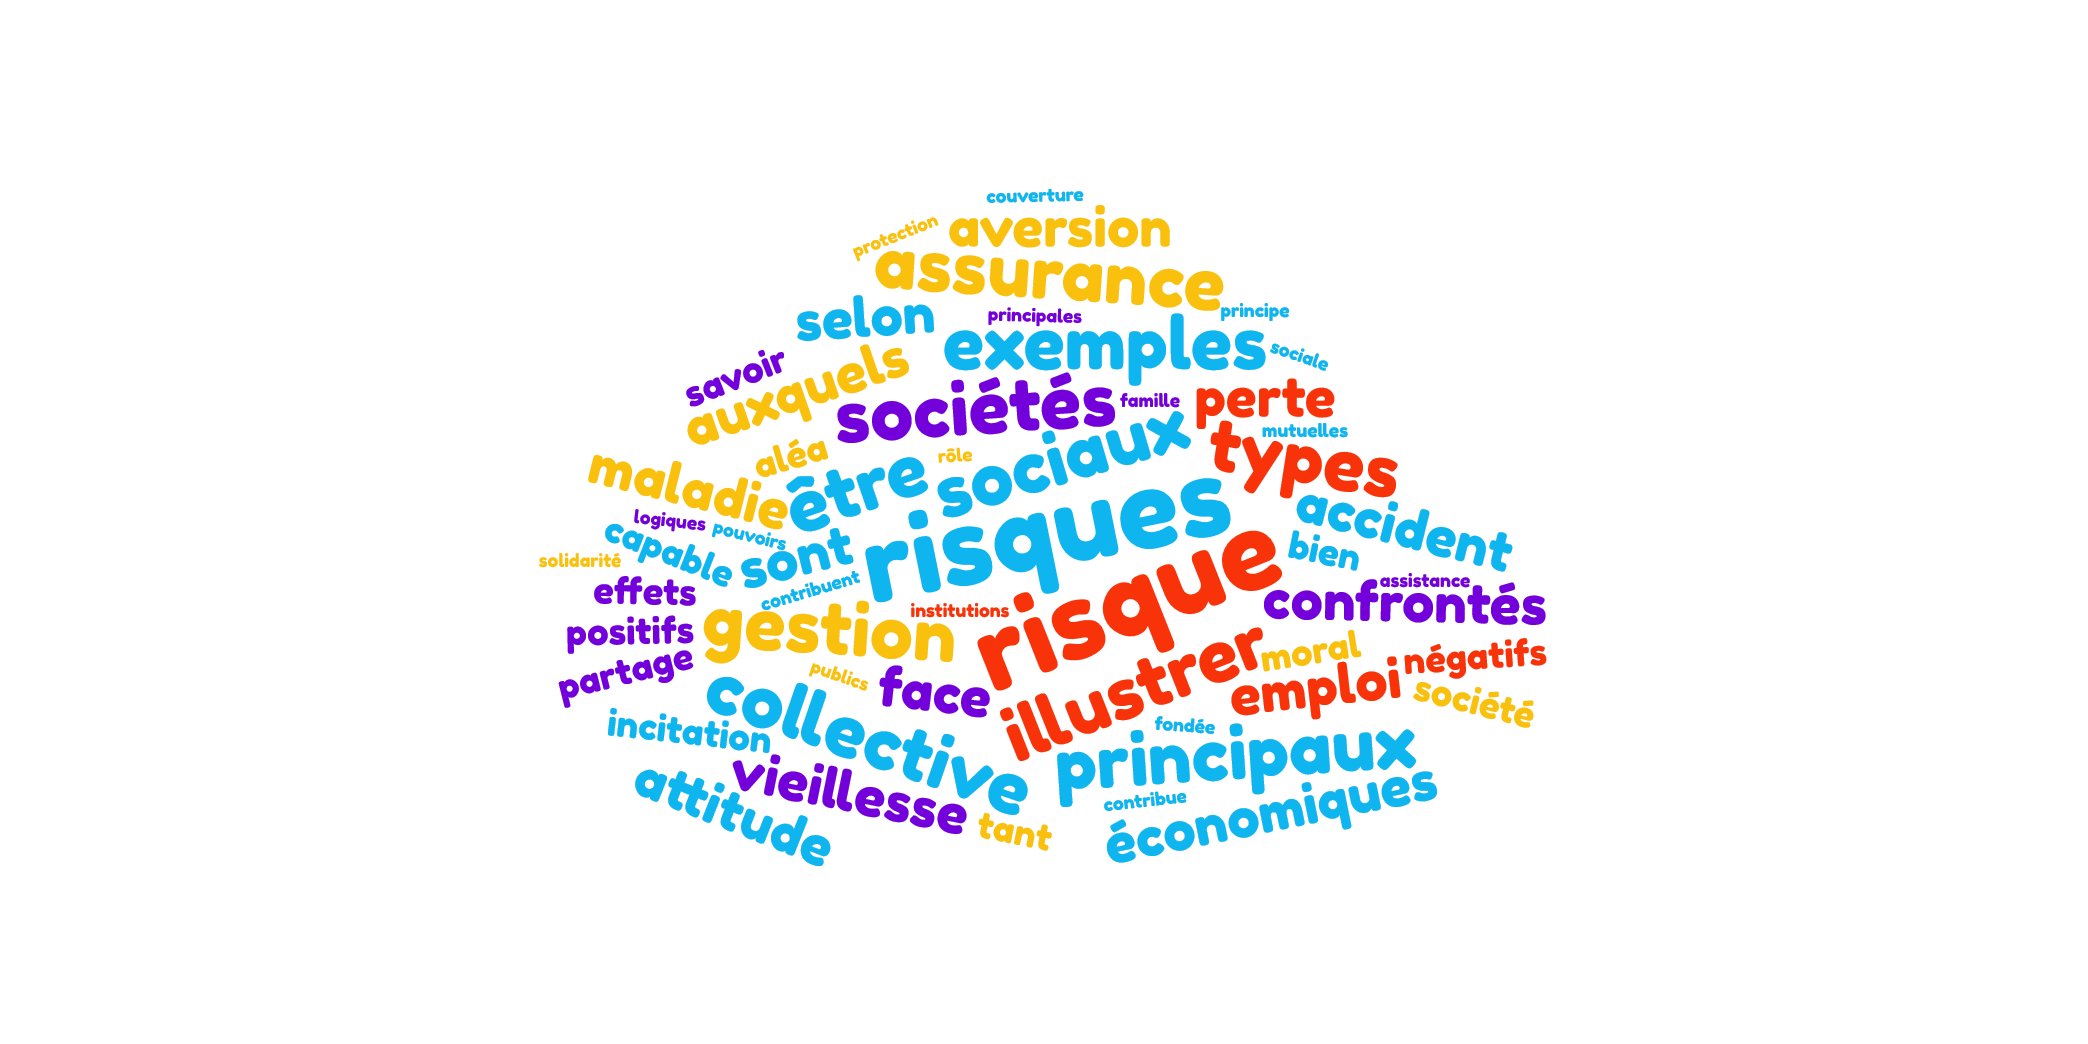 couverture
protection
aversion
assurance
selon
principales
principe
exemples
sociale
savoir
auxquels
sociétés
famille
perte
mutuelles
aléa
rôle
sociaux
types
maladie
être
risques
accident
logiques
pouvoirs
capable
sont
bien
solidarité
contribuent
risque
assistance
effets
confrontés
institutions
gestion
positifs
illustrer
moral
négatifs
partage
publics
face
emploi
société
collective
incitation
fondée
principaux
vieillesse
attitude
contribue
économiques
tant